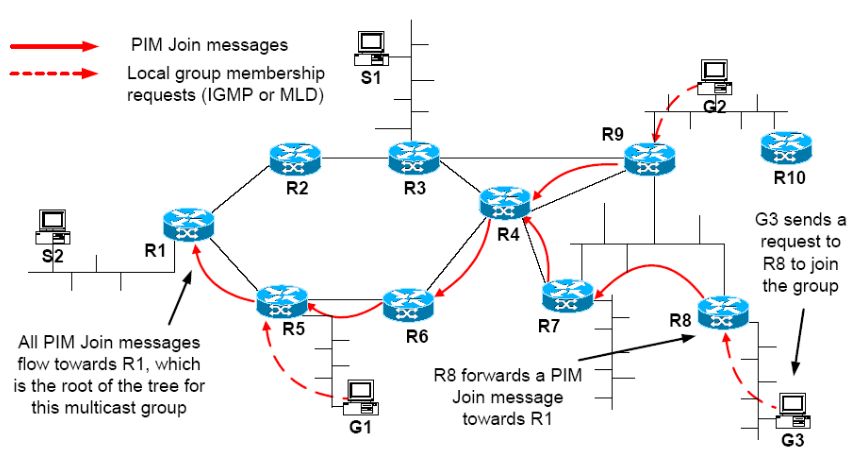 PIM Join messages
Local group membership
requests (IGMP or MLD)
S1
G2
R9
R10
R2
R3
R4
G3 sends a
request to
R8 to join
the group
S2
R1
R5
R6
R7
R8
All PIM Join messages
flow towards R1, which
is the root of the tree for
this multicast group
R8 forwards a PIM
Join message
towards R1
G1
G3